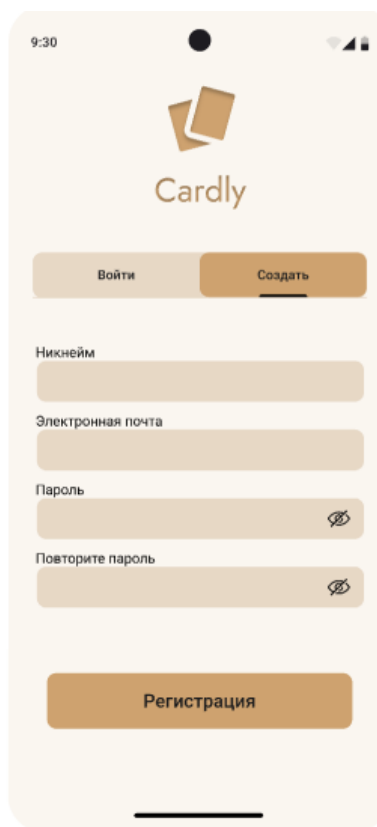 9:30
Cardly
Войти Создать
Никнейм
Электронная почта
Пароль
Повторите пароль
Регистрация